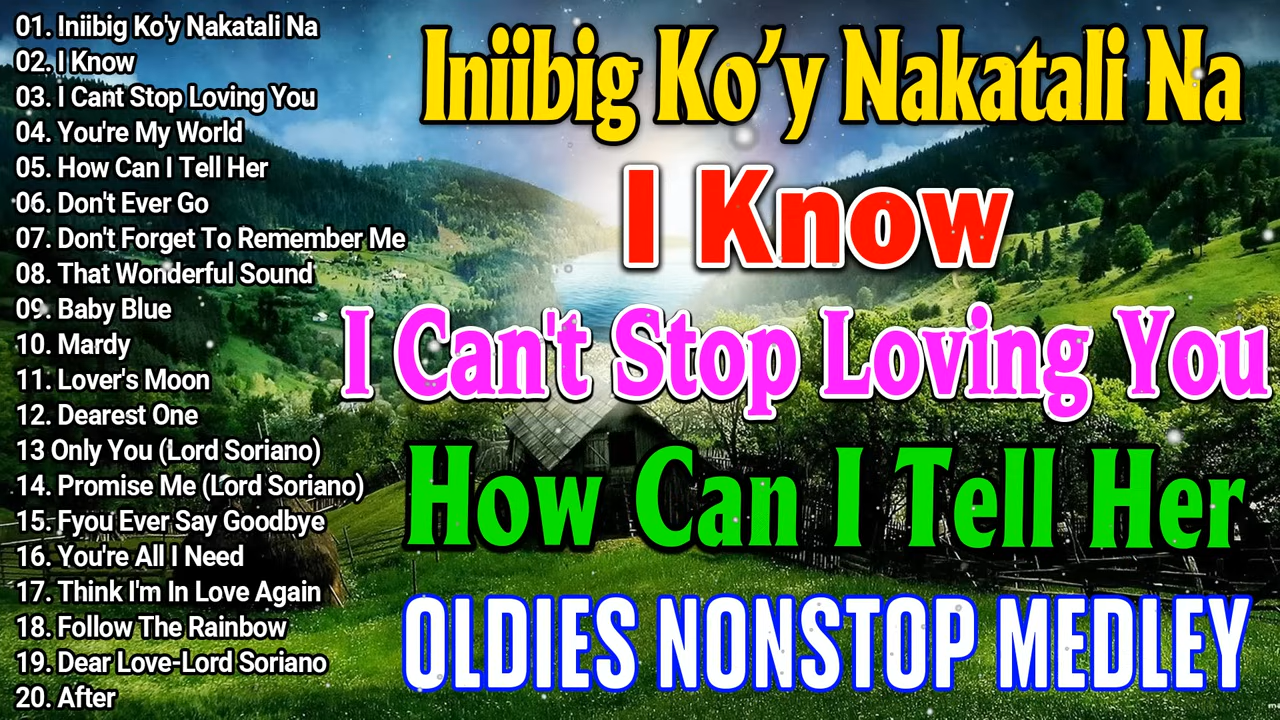 01. Iniibig Ko'y Nakatali Na
02. I Know
03. I Cant Stop Loving You
04. You're My World
05. How Can I Tell Her
06. Don't Ever Go
07. Don't Forget To Remember Me
08. That Wonderful Sound
09. Baby Blue
10. Mardy
11. Lover's Moon
12. Dearest One
13 Only You (Lord Soriano)
14. Promise Me (Lord Soriano)
15. Fyou Ever Say Goodbye
16. You're All I Need
17. Think I'm In Love Again
18. Follow The Rainbow
19. Dear Love-Lord Soriano
20. After
Iniibig Ko’y Nakatali Na
I Know
I Can't Stop Loving You
How Can I Tell Her
OLDIES NONSTOP MEDLEY